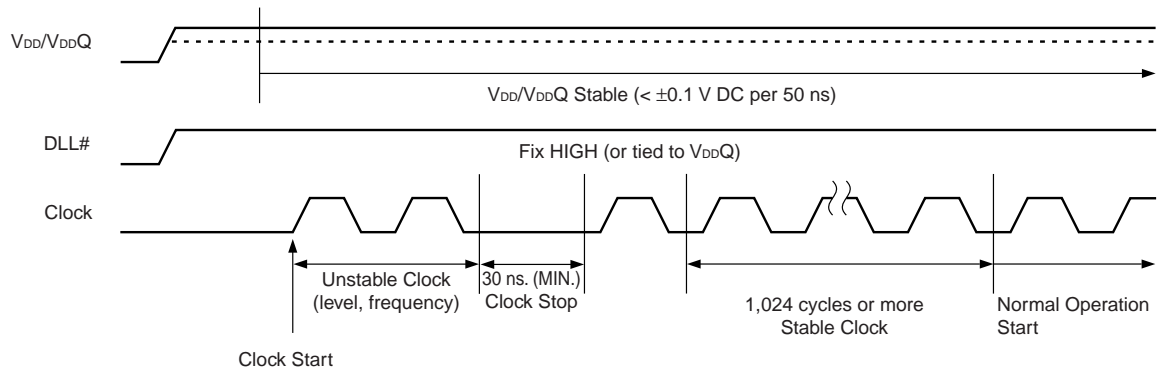 VDD/VDDQ
VDD/VDDQ Stable (< ±0.1 V DC per 50 ns)
DLL#
Fix HIGH (or tied to VDDQ)
Clock
Unstable Clock
(level, frequency)
30 ns. (MIN.)
Clock Stop
1,024 cycles or more
Stable Clock
Normal Operation
Start
Clock Start